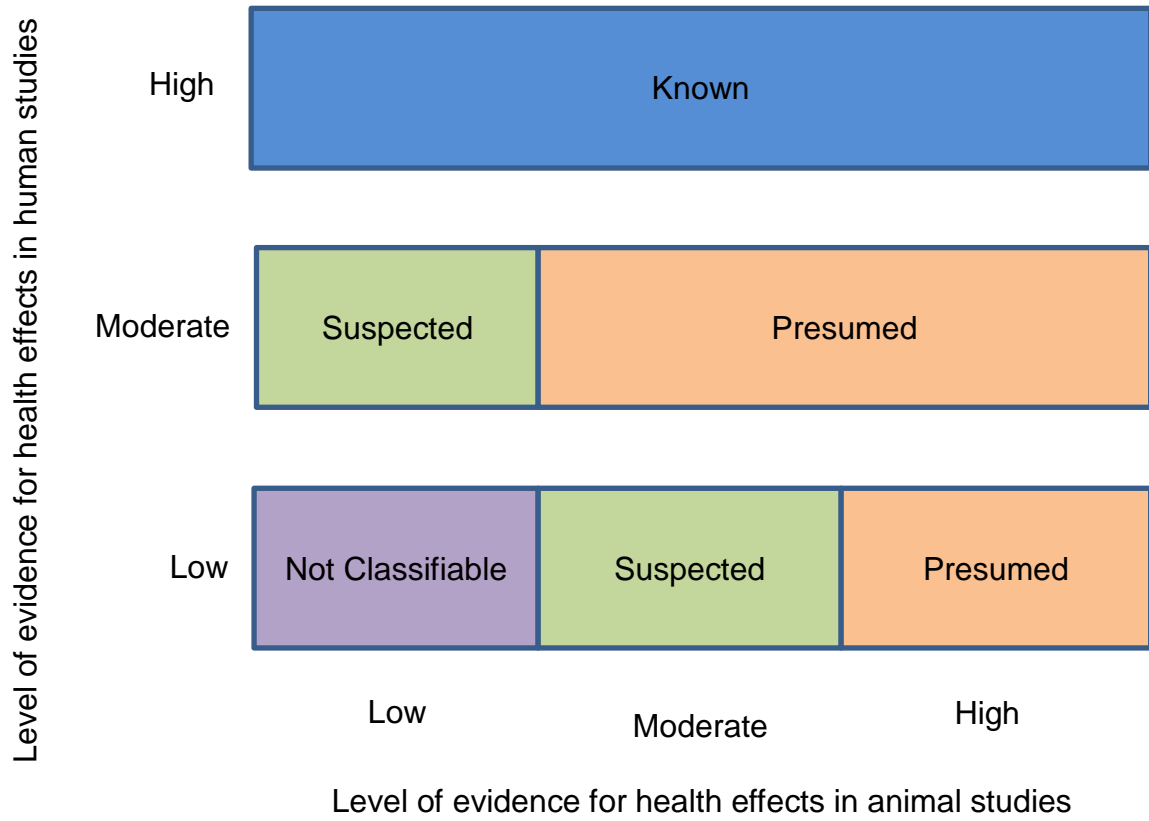 Level of evidence for health effects in human studies
High
Known
Moderate
Suspected
Presumed
Low
Not Classifiable
Suspected
Presumed
Low
Moderate
High
Level of evidence for health effects in animal studies